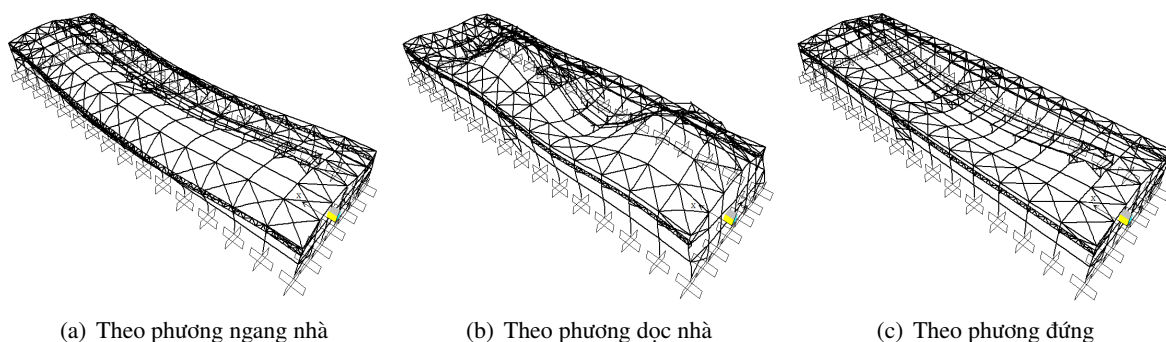 (a) Theo phương ngang nhà
(b) Theo phương dọc nhà
(c) Theo phương đứng